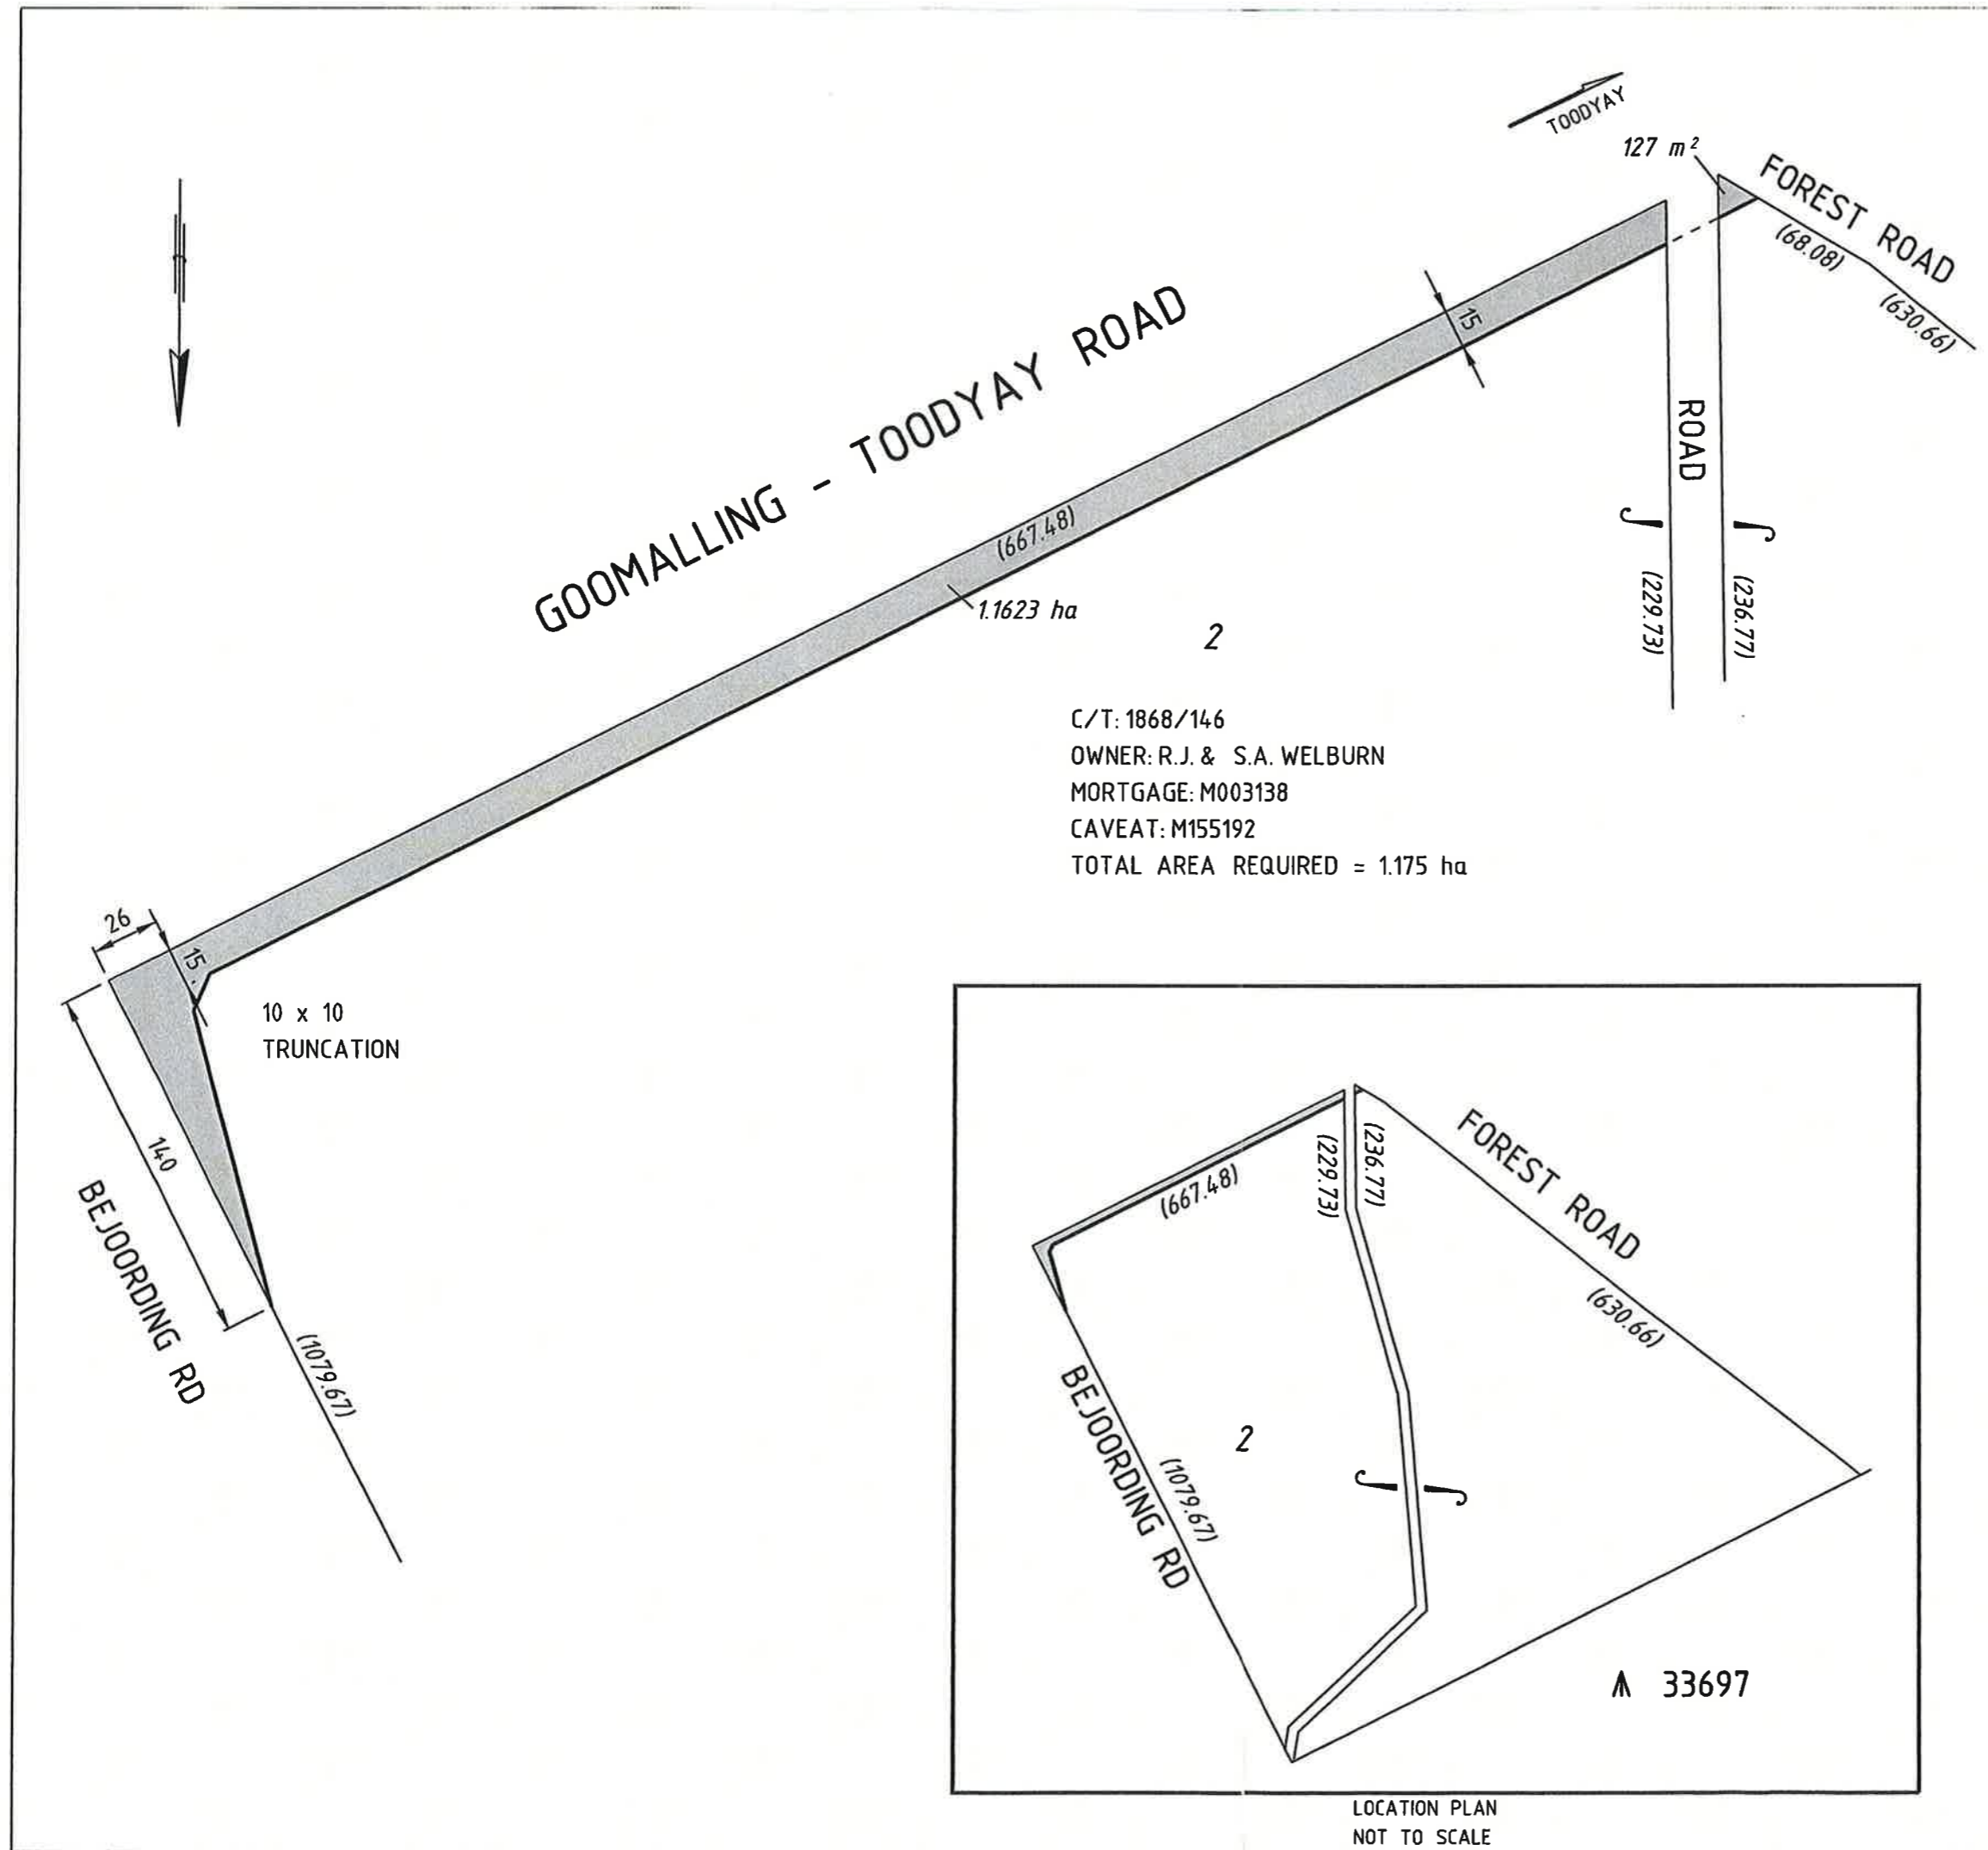 TOODYAY
127 m²
FOREST ROAD
(68.08)
(630.66)
15
GOOMALLING - TOODYAY ROAD
ROAD
(667.48)
1.1623 ha
(229.73)
(236.77)
2
C/T: 1868/146
OWNER: R.J. & S.A. WELBURN
MORTGAGE: M003138
CAVEAT: M155192
TOTAL AREA REQUIRED = 1.175 ha
26
15
10 x 10
TRUNCATION
140
BEJOORDING RD
(1079.67)
FOREST ROAD
(236.77)
(229.73)
(667.48)
(630.66)
BEJOORDING RD
2
(1079.67)
33697
LOCATION PLAN
NOT TO SCALE